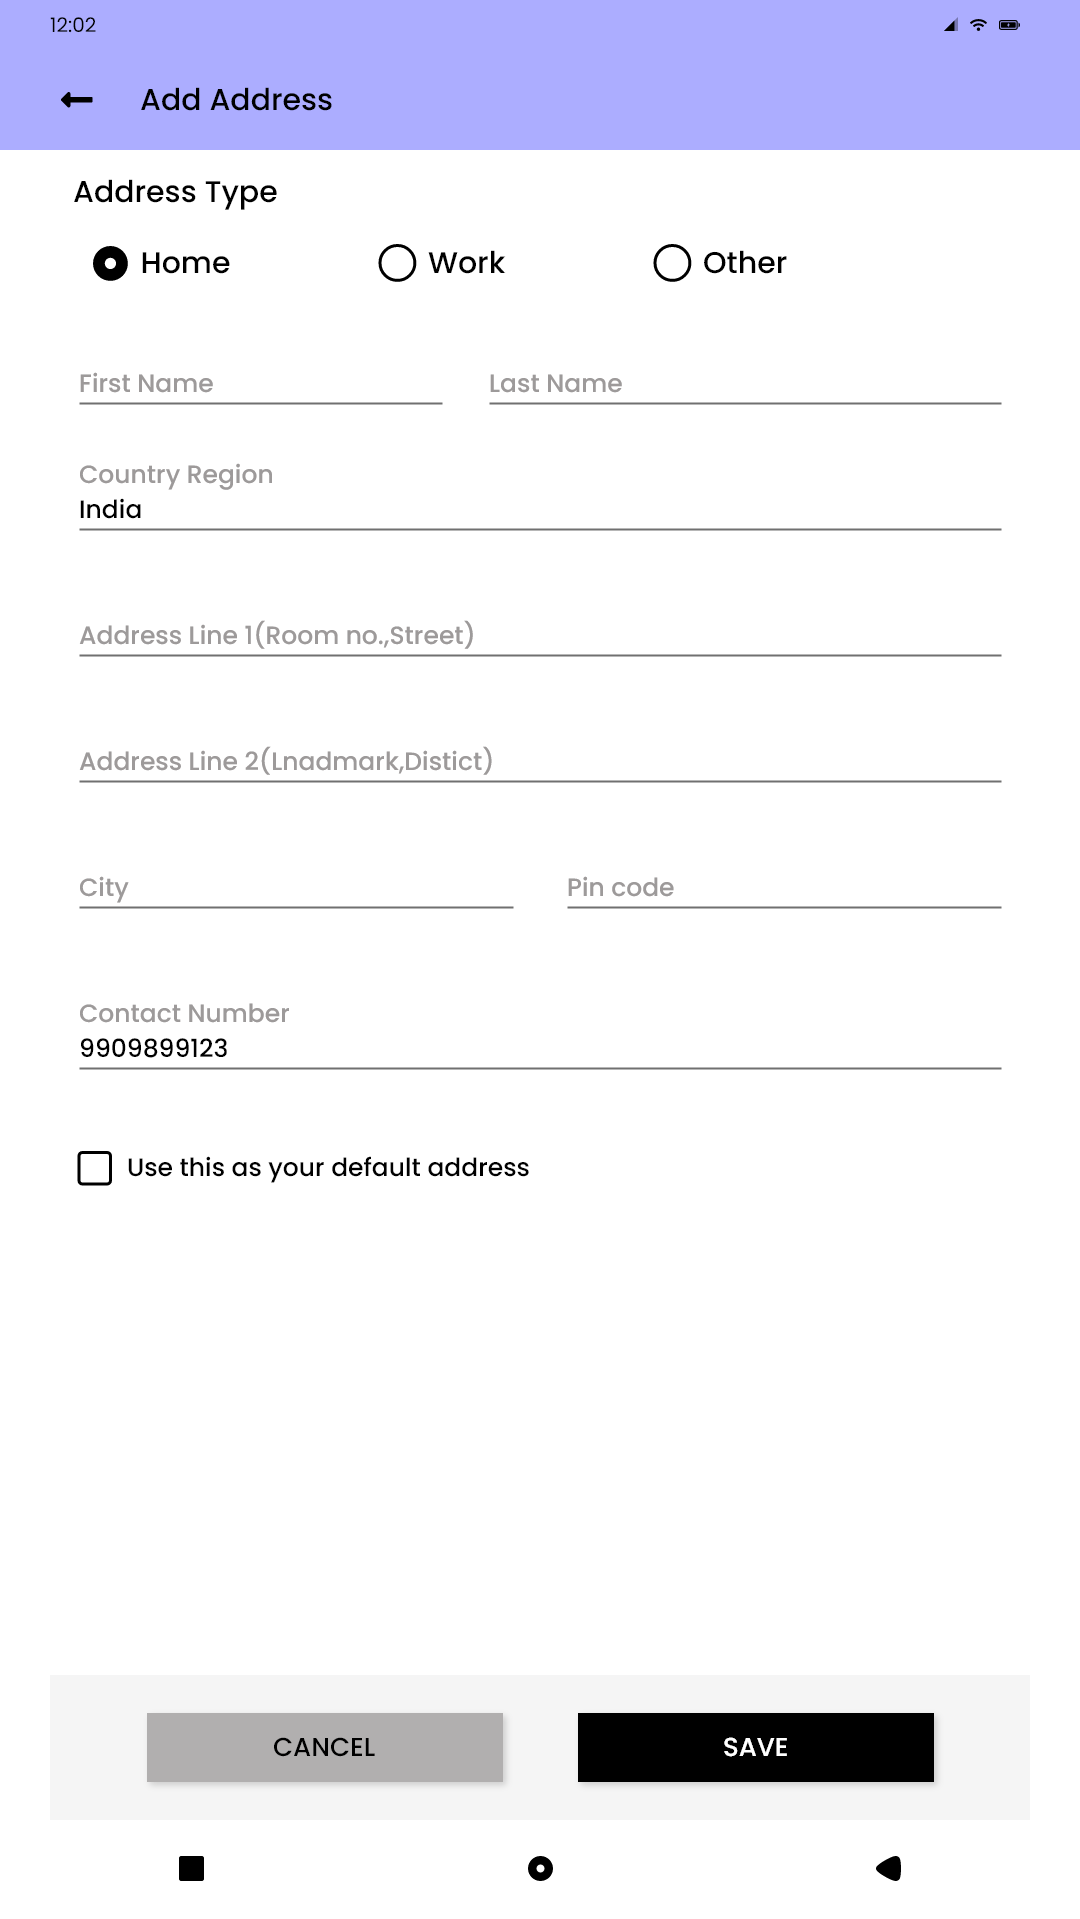 12:02
Add Address
Address Type
Home Work Other
First Name Last Name
Country Region
India
Address Line 1(Room no.,Street)
Address Line 2(Lnadmark,Distict)
City Pin code
Contact Number
9909899123
Use this as your default address
CANCEL SAVE